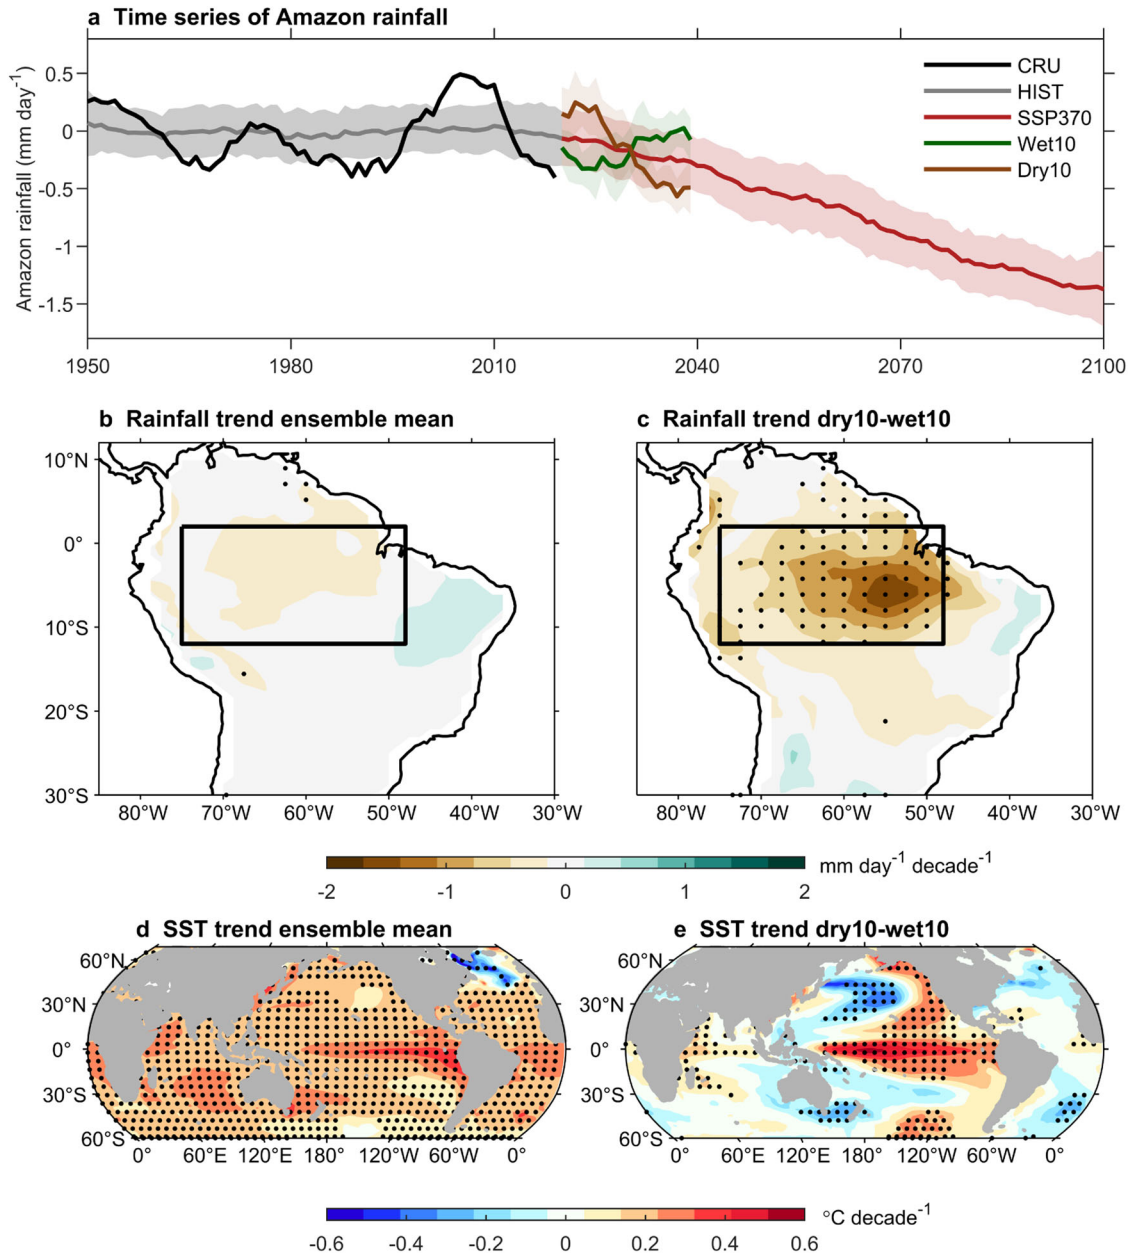 a Time series of Amazon rainfall
Amazon rainfall (mm day-1)
0.5
0
-0.5
-1
-1.5
1950 1980 2010 2040 2070 2100
CRU
HIST
SSP370
Wet10
Dry10
b Rainfall trend ensemble mean
10°N
0°
10°S
20°S
30°S
80°W 70°W 60°W 50°W 40°W 30°W
c Rainfall trend dry10-wet10
80°W 70°W 60°W 50°W 40°W 30°W
-2 -1 0 1 2
mm day-1 decade-1
d SST trend ensemble mean
60°N
30°N
0°
30°S
60°S
0° 60°E 120°E 180° 120°W 60°W 0°
e SST trend dry10-wet10
60°N
30°N
0°
30°S
60°S
0° 60°E 120°E 180° 120°W 60°W 0°
-0.6 -0.4 -0.2 0 0.2 0.4 0.6
°C decade-1